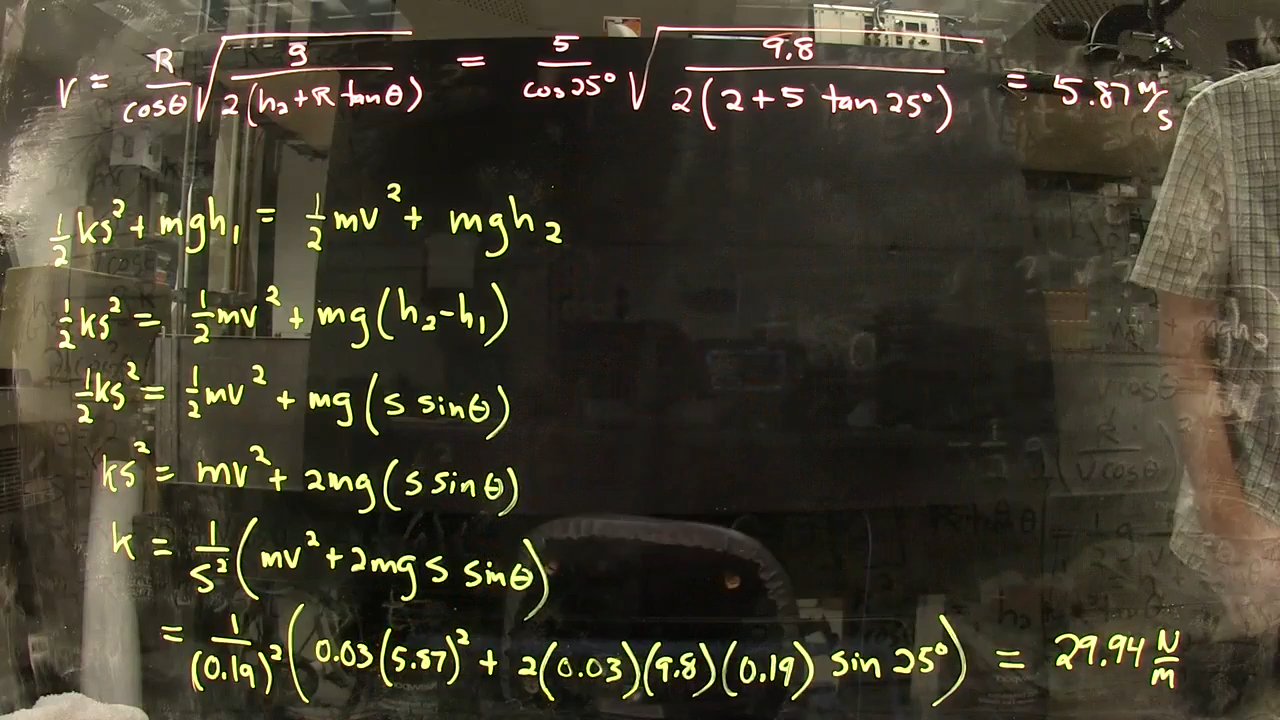 V = R/cosθ √(g/(2(h₂+R tanθ))) = 5/cos25° √(9.8/(2(2+5 tan25°))) = 5.87 m/s
½ks² + mgh₁ = ½mv² + mgh₂
½ks² = ½mv² + mg(h₂-h₁)
½ks² = ½mv² + mg(s sinθ)
ks² = mv² + 2mg(s sinθ)
k = 1/s² (mv² + 2mgs sinθ)
= 1/(0.19)² (0.03(5.87)² + 2(0.03)(9.8)(0.19) sin25°) = 29.94 N/m